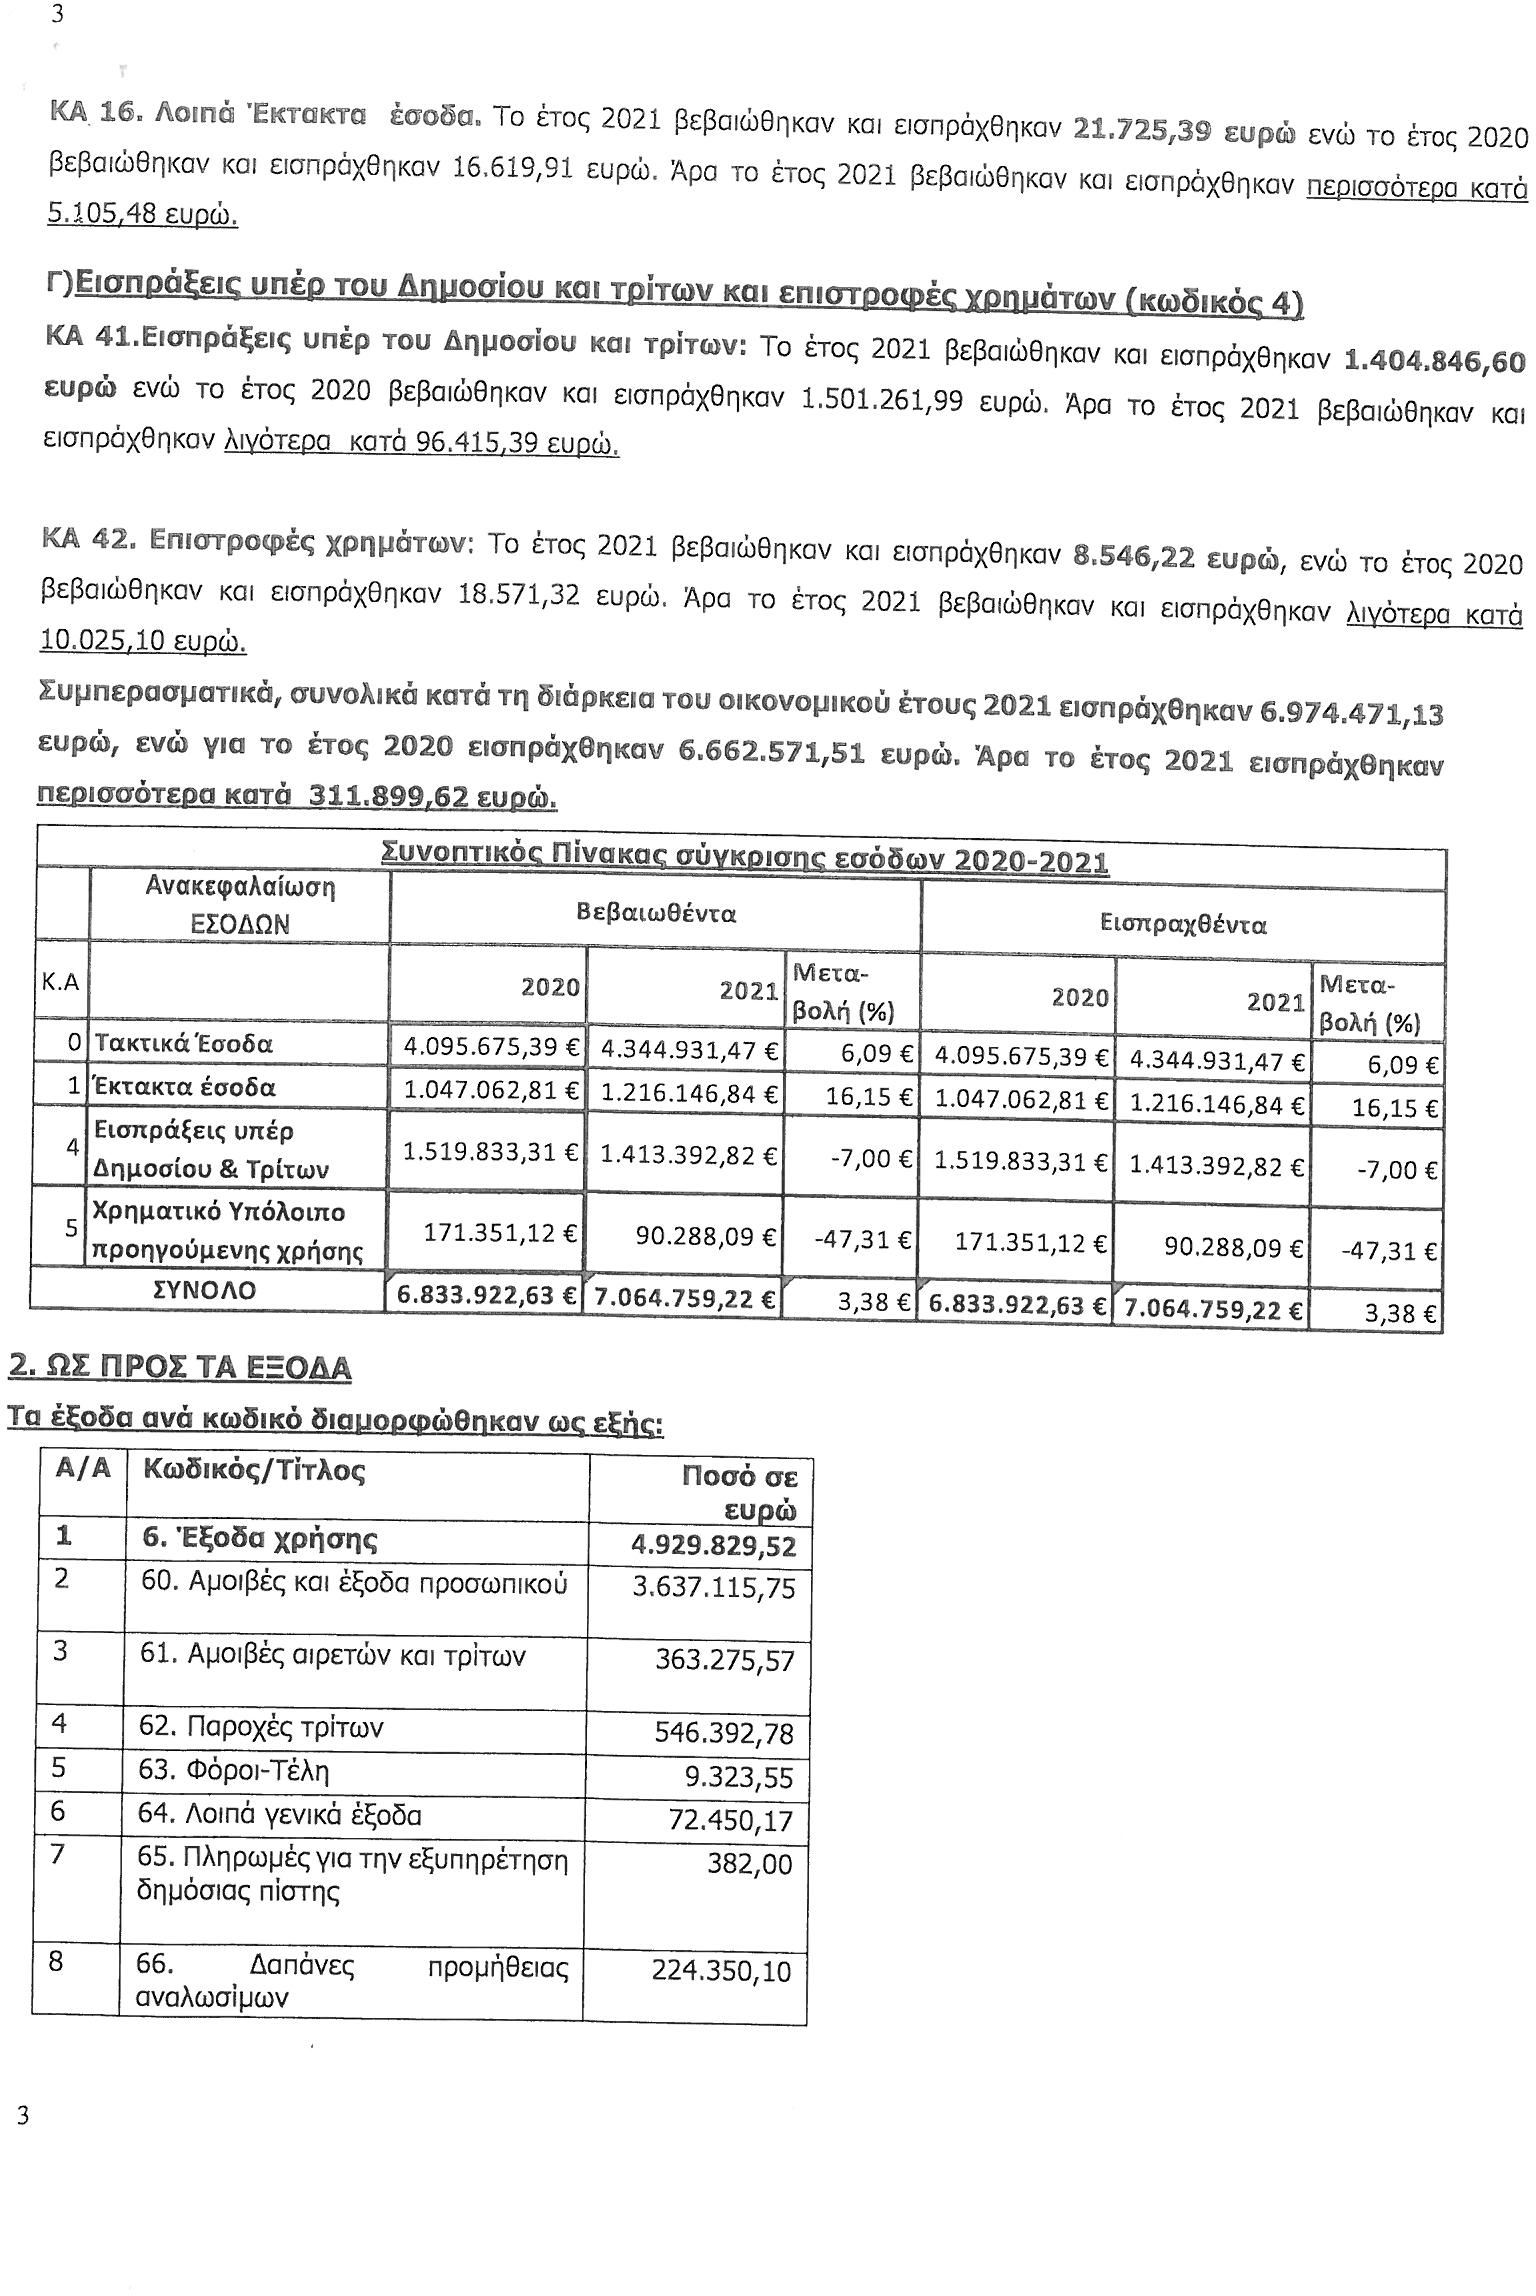 3
ΚΑ 16. Λοιπά Έκτακτα έσοδα. Το έτος 2021 βεβαιώθηκαν και εισπράχθηκαν 21.725,39 ευρώ ενώ το έτος 2020
βεβαιώθηκαν και εισπράχθηκαν 16.619,91 ευρώ. Άρα το έτος 2021 βεβαιώθηκαν και εισπράχθηκαν περισσότερα κατά
5.105,48 ευρώ.
Γ)Εισπράξεις υπέρ του Δημοσίου και τρίτων και επιστροφές χρημάτων (κωδικός 4)
ΚΑ 41.Εισπράξεις υπέρ του Δημοσίου και τρίτων: Το έτος 2021 βεβαιώθηκαν και εισπράχθηκαν 1.404.846,60
ευρώ ενώ το έτος 2020 βεβαιώθηκαν και εισπράχθηκαν 1.501.261,99 ευρώ. Άρα το έτος 2021 βεβαιώθηκαν και
εισπράχθηκαν λιγότερα κατά 96.415,39 ευρώ.
ΚΑ 42. Επιστροφές χρημάτων: Το έτος 2021 βεβαιώθηκαν και εισπράχθηκαν 8.546,22 ευρώ, ενώ το έτος 2020
βεβαιώθηκαν και εισπράχθηκαν 18.571,32 ευρώ. Άρα το έτος 2021 βεβαιώθηκαν και εισπράχθηκαν λιγότερα κατά
10.025,10 ευρώ.
Συμπερασματικά, συνολικά κατά τη διάρκεια του οικονομικού έτους 2021 εισπράχθηκαν 6.974.471,13
ευρώ, ενώ για το έτος 2020 εισπράχθηκαν 6.662.571,51 ευρώ. Άρα το έτος 2021 εισπράχθηκαν
περισσότερα κατά 311.899,62 ευρώ.
Συνοπτικός Πίνακας σύγκρισης εσόδων 2020-2021
Ανακεφαλαίωση
ΕΣΟΔΩΝ Βεβαιωθέντα Εισπραχθέντα
Κ.Α 2020 2021 Μετα-
βολή (%) 2020 2021 Μετα-
βολή (%)
0 Τακτικά Έσοδα 4.095.675,39 € 4.344.931,47 € 6,09 € 4.095.675,39 € 4.344.931,47 € 6,09 €
1 Έκτακτα έσοδα 1.047.062,81 € 1.216.146,84 € 16,15 € 1.047.062,81 € 1.216.146,84 € 16,15 €
4 Εισπράξεις υπέρ
Δημοσίου & Τρίτων 1.519.833,31 € 1.413.392,82 € -7,00 € 1.519.833,31 € 1.413.392,82 € -7,00 €
5 Χρηματικό Υπόλοιπο
προηγούμενης χρήσης 171.351,12 € 90.288,09 € -47,31 € 171.351,12 € 90.288,09 € -47,31 €
ΣΥΝΟΛΟ 6.833.922,63 € 7.064.759,22 € 3,38 € 6.833.922,63 € 7.064.759,22 € 3,38 €
2. ΩΣ ΠΡΟΣ ΤΑ ΕΞΟΔΑ
Τα έξοδα ανά κωδικό διαμορφώθηκαν ως εξής:
Α/Α Κωδικός/Τίτλος Ποσό σε
ευρώ
1 6. Έξοδα χρήσης 4.929.829,52
2 60. Αμοιβές και έξοδα προσωπικού 3.637.115,75
3 61. Αμοιβές αιρετών και τρίτων 363.275,57
4 62. Παροχές τρίτων 546.392,78
5 63. Φόροι-Τέλη 9.323,55
6 64. Λοιπά γενικά έξοδα 72.450,17
7 65. Πληρωμές για την εξυπηρέτηση 382,00
δημόσιας πίστης
8 66. Δαπάνες προμήθειας 224.350,10
αναλωσίμων
3